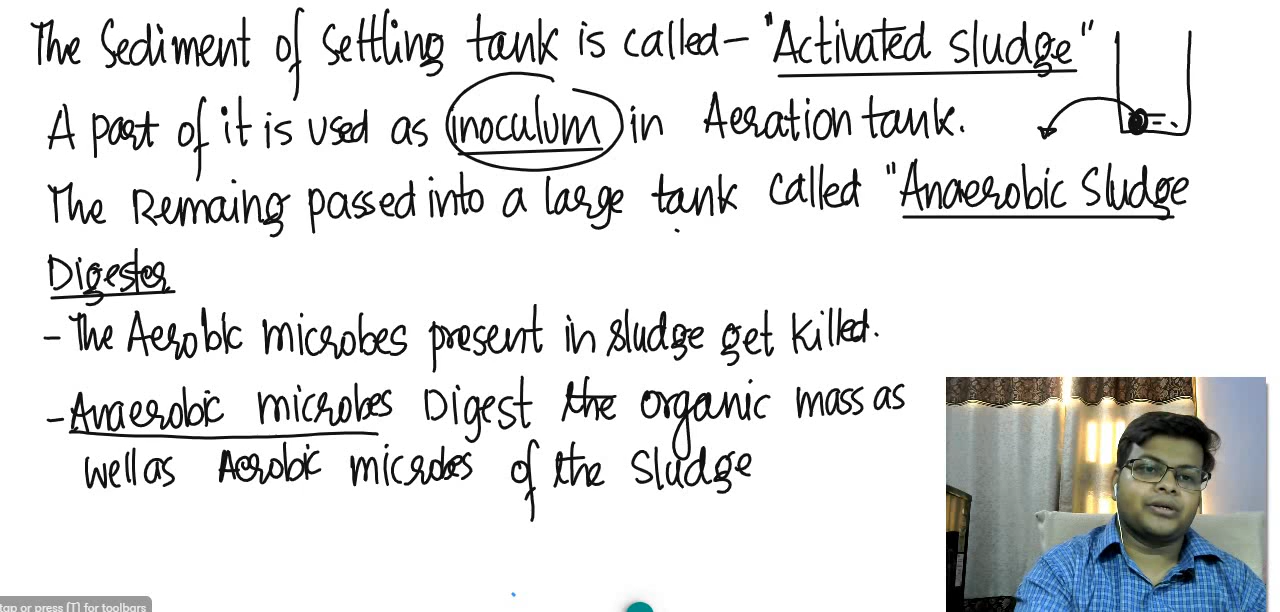 The Sediment of Settling tank is called - "Activated sludge"
A part of it is used as inoculum in Aeration tank.
The Remaing passed into a large tank called "Anaerobic Sludge
Digester
- The Aerobic microbes present in sludge get killed.
- Anaerobic microbes Digest the organic mass as
well as Aerobic microbes of the Sludge
tap or press [T] for toolbars